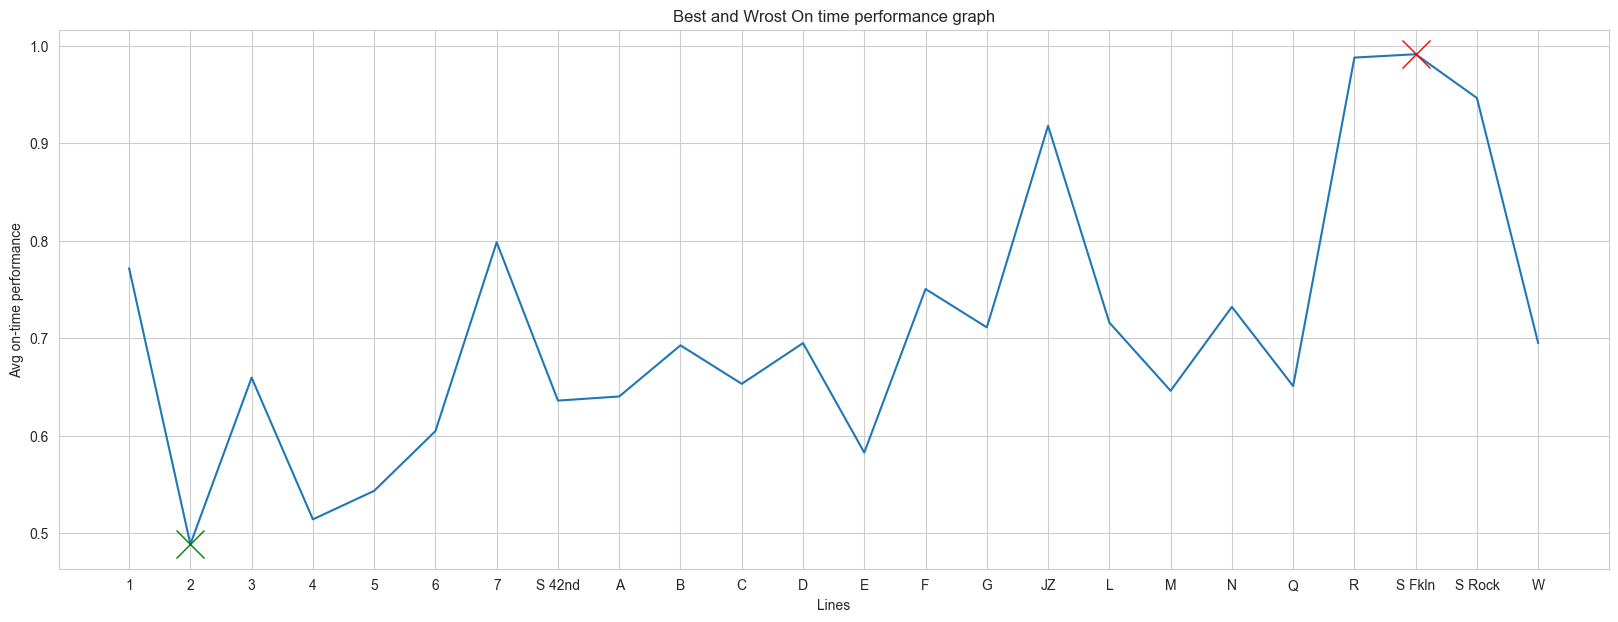 Best and Wrost On time performance graph
1.0
0.9
0.8
0.7
0.6
0.5
Avg on-time performance
1 2 3 4 5 6 7 S 42nd A B C D E F G JZ L M N Q R S Fkln S Rock W
Lines